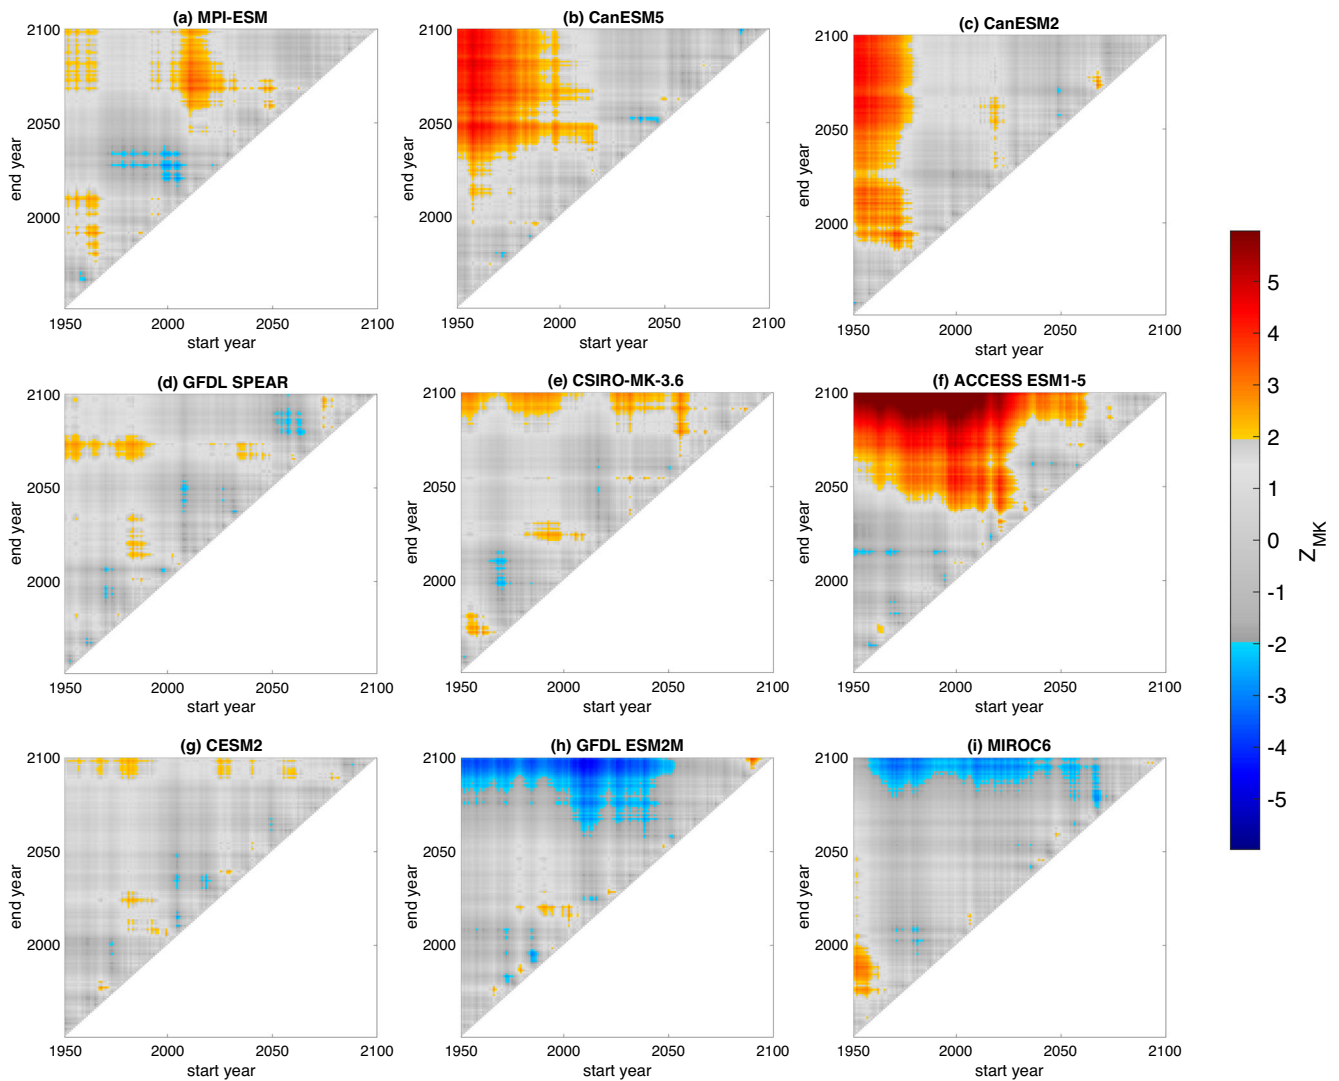 (a) MPI-ESM
2100
2050
2000
end year
1950 2000 2050 2100
start year
(b) CanESM5
2100
2050
2000
end year
1950 2000 2050 2100
start year
(c) CanESM2
2100
2050
2000
end year
1950 2000 2050 2100
start year
(d) GFDL SPEAR
2100
2050
2000
end year
1950 2000 2050 2100
start year
(e) CSIRO-MK-3.6
2100
2050
2000
end year
1950 2000 2050 2100
start year
(f) ACCESS ESM1-5
2100
2050
2000
end year
1950 2000 2050 2100
start year
(g) CESM2
2100
2050
2000
end year
1950 2000 2050 2100
start year
(h) GFDL ESM2M
2100
2050
2000
end year
1950 2000 2050 2100
start year
(i) MIROC6
2100
2050
2000
end year
1950 2000 2050 2100
start year
5
4
3
2
1
0
-1
-2
-3
-4
-5
Z_MK